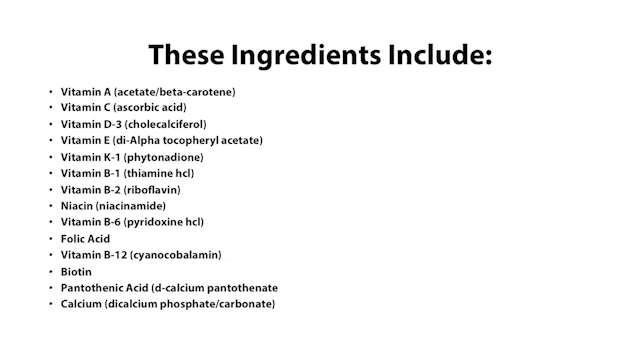 These Ingredients Include:
• Vitamin A (acetate/beta-carotene)
• Vitamin C (ascorbic acid)
• Vitamin D-3 (cholecalciferol)
• Vitamin E (di-Alpha tocopheryl acetate)
• Vitamin K-1 (phytonadione)
• Vitamin B-1 (thiamine hcl)
• Vitamin B-2 (riboflavin)
• Niacin (niacinamide)
• Vitamin B-6 (pyridoxine hcl)
• Folic Acid
• Vitamin B-12 (cyanocobalamin)
• Biotin
• Pantothenic Acid (d-calcium pantothenate
• Calcium (dicalcium phosphate/carbonate)